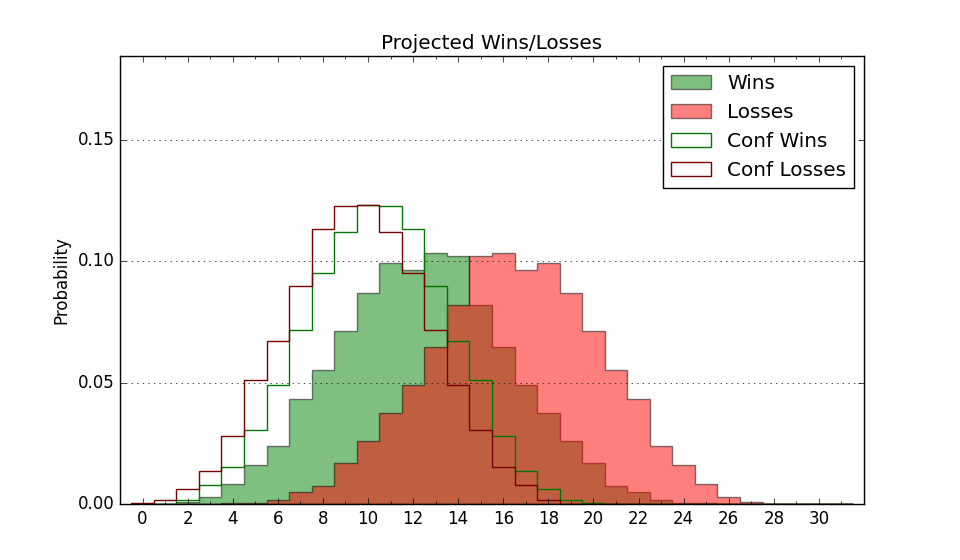 Projected Wins/Losses
Wins
Losses
Conf Wins
Conf Losses
Probability
0.15
0.10
0.05
0.00
0 2 4 6 8 10 12 14 16 18 20 22 24 26 28 30